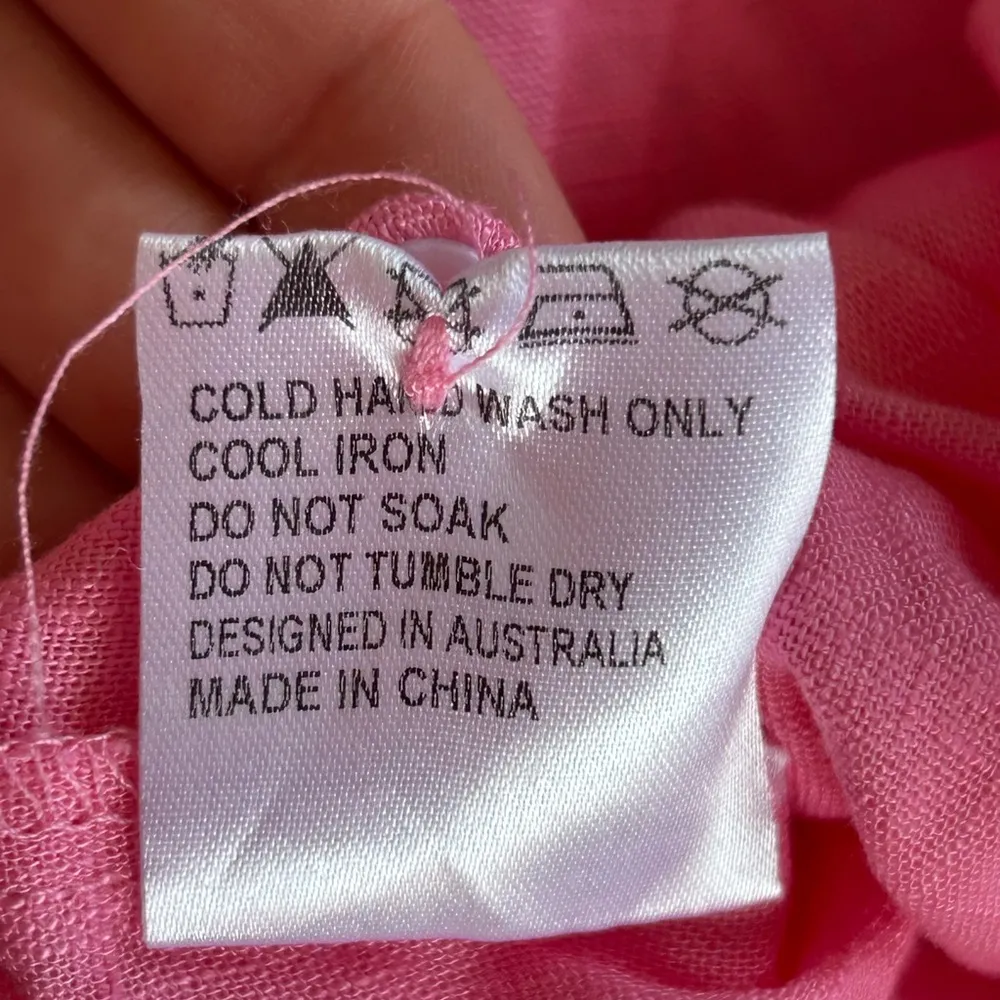 COLD HAND WASH ONLY
COOL IRON
DO NOT SOAK
DO NOT TUMBLE DRY
DESIGNED IN AUSTRALIA
MADE IN CHINA